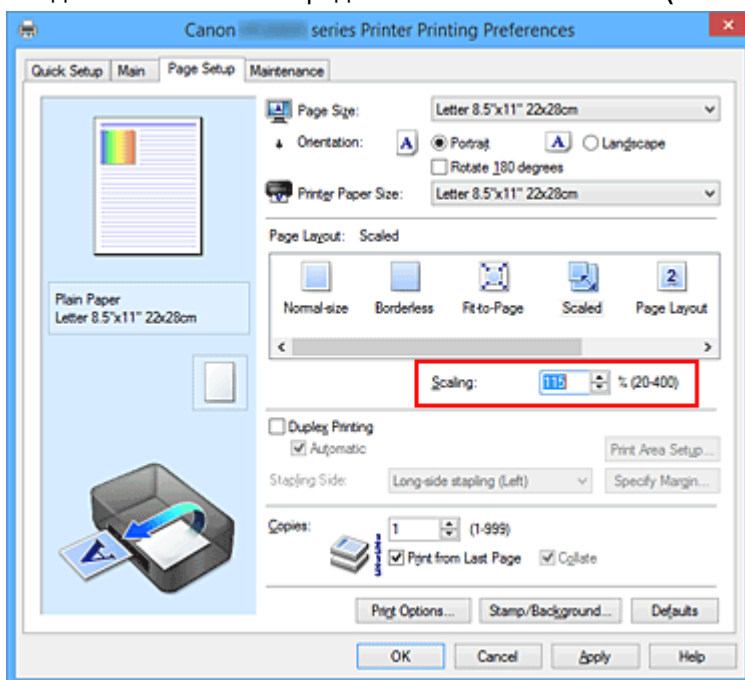 Canon series Printer Printing Preferences
Quick Setup Main Page Setup Maintenance
Page Size: Letter 8.5"x11" 22x28cm
Orientation: A Portrait A Landscape
Rotate 180 degrees
Printer Paper Size: Letter 8.5"x11" 22x28cm
Page Layout: Scaled
Normal-size Borderless Fit-to-Page Scaled Page Layout
Plain Paper
Letter 8.5"x11" 22x28cm
Scaling: 115 % (20-400)
Duplex Printing
Automatic
Print Area Setup...
Stapling Side: Long-side stapling (Left) Specify Margin...
Copies: 1 (1-999)
Print from Last Page Collate
Print Options... Stamp/Background... Defaults
OK Cancel Apply Help